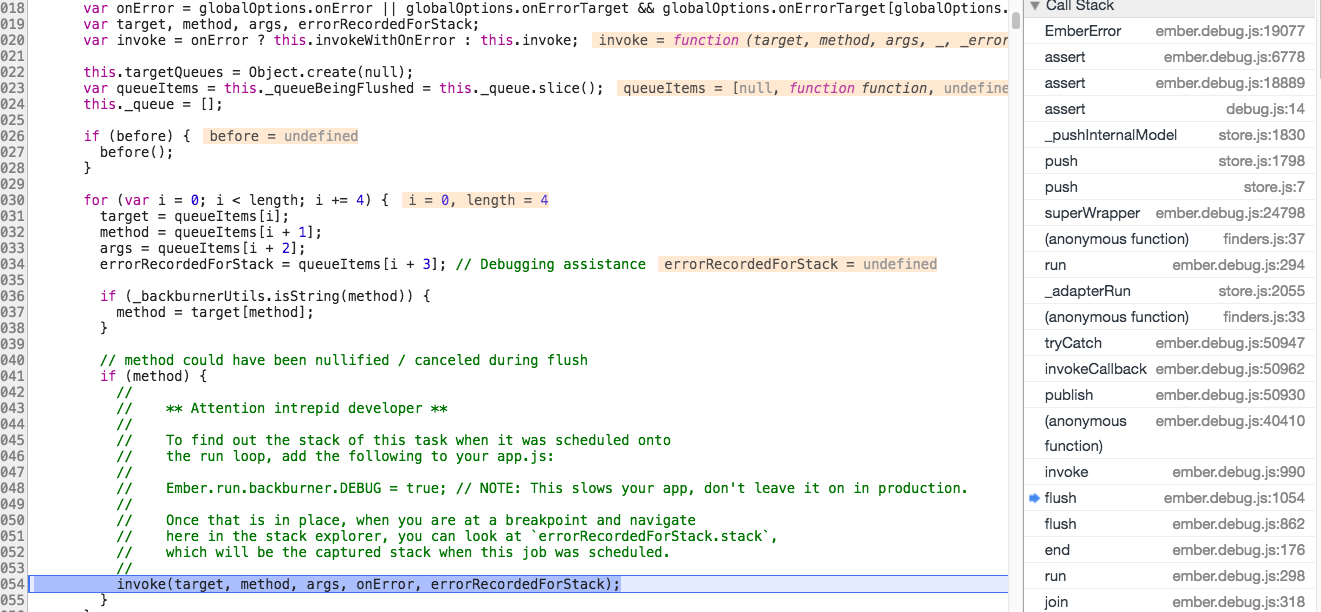 018 var onError = globalOptions.onError || globalOptions.onErrorTarget && globalOptions.onErrorTarget[globalOptions.
019 var target, method, args, errorRecordedForStack;
020 var invoke = onError ? this.invokeWithOnError : this.invoke; invoke = function (target, method, args, _, _error
021
022 this.targetQueues = Object.create(null);
023 var queueItems = this._queueBeingFlushed = this._queue.slice(); queueItems = [null, function function, undefine
024 this._queue = [];
025
026 if (before) { before = undefined
027 before();
028 }
029
030 for (var i = 0; i < length; i += 4) { i = 0, length = 4
031 target = queueItems[i];
032 method = queueItems[i + 1];
033 args = queueItems[i + 2];
034 errorRecordedForStack = queueItems[i + 3]; // Debugging assistance errorRecordedForStack = undefined
035
036 if (_backburnerUtils.isString(method)) {
037 method = target[method];
038 }
039
040 // method could have been nullified / canceled during flush
041 if (method) {
042 //
043 // ** Attention intrepid developer **
044 //
045 // To find out the stack of this task when it was scheduled onto
046 // the run loop, add the following to your app.js:
047 //
048 // Ember.run.backburner.DEBUG = true; // NOTE: This slows your app, don't leave it on in production.
049 //
050 // Once that is in place, when you are at a breakpoint and navigate
051 // here in the stack explorer, you can look at `errorRecordedForStack.stack`,
052 // which will be the captured stack when this job was scheduled.
053 //
054 invoke(target, method, args, onError, errorRecordedForStack);
055 }
Call Stack
EmberError ember.debug.js:19077
assert ember.debug.js:6778
assert ember.debug.js:18889
assert debug.js:14
_pushInternalModel store.js:1830
push store.js:1798
push store.js:7
superWrapper ember.debug.js:24798
(anonymous function) finders.js:37
run ember.debug.js:294
_adapterRun store.js:2055
(anonymous function) finders.js:33
tryCatch ember.debug.js:50947
invokeCallback ember.debug.js:50962
publish ember.debug.js:50930
(anonymous ember.debug.js:40410
function)
invoke ember.debug.js:990
flush ember.debug.js:1054
flush ember.debug.js:862
end ember.debug.js:176
run ember.debug.js:298
join ember.debug.js:318